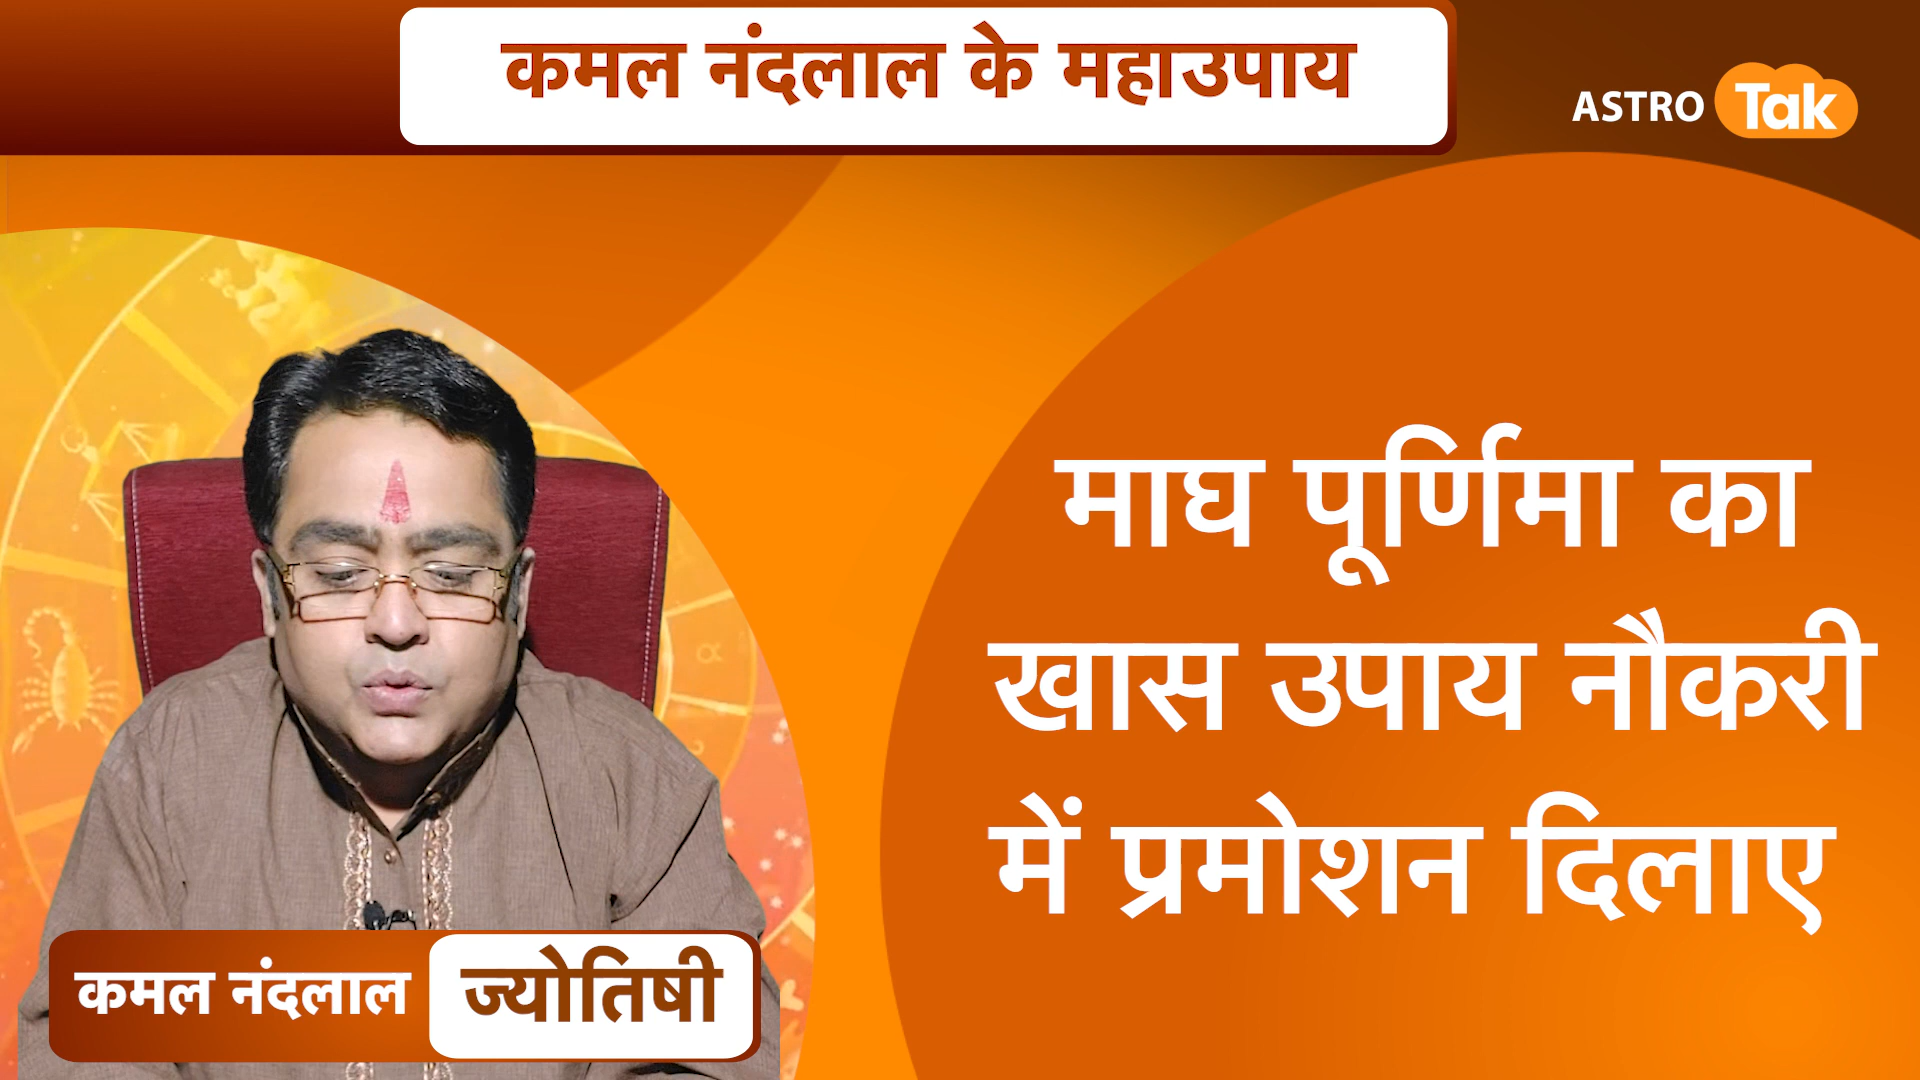 कमल नंदलाल के महाउपाय
ASTRO Tak
माघ पूर्णिमा का
खास उपाय नौकरी
में प्रमोशन दिलाए
कमल नंदलाल ज्योतिषी